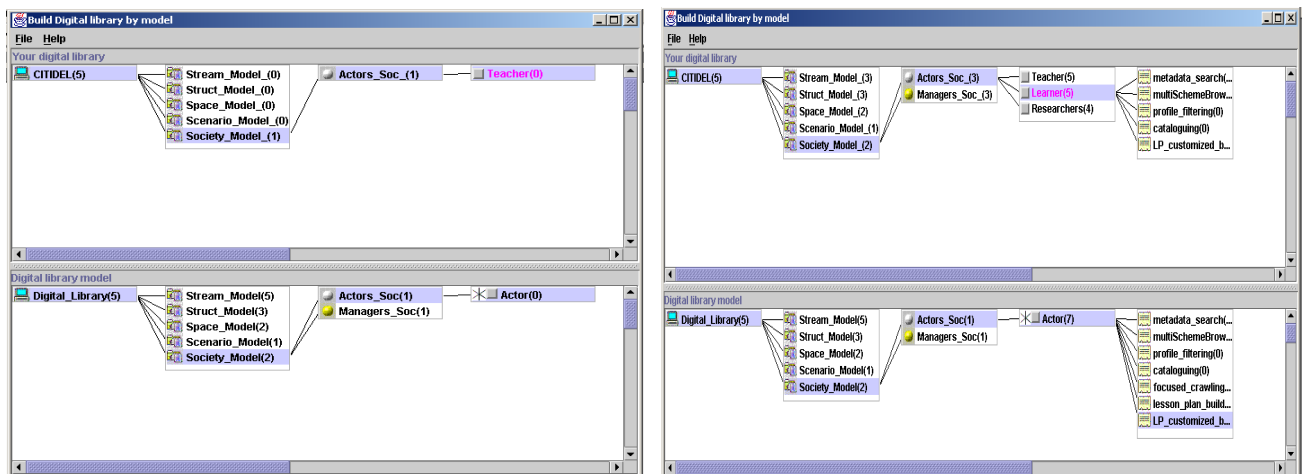 Build Digital library by model
File Help
Your digital library
CITIDEL(5)
Stream_Model_(0)
Struct_Model_(0)
Space_Model_(0)
Scenario_Model_(0)
Society_Model_(1)
Actors_Soc_(1)
Teacher(0)
Digital library model
Digital_Library(5)
Stream_Model(5)
Struct_Model(3)
Space_Model(2)
Scenario_Model(1)
Society_Model(2)
Actors_Soc(1)
Managers_Soc(1)
Actor(0)
Build Digital library by model
File Help
Your digital library
CITIDEL(5)
Stream_Model_(3)
Struct_Model_(3)
Space_Model_(2)
Scenario_Model_(1)
Society_Model_(2)
Actors_Soc_(3)
Managers_Soc_(3)
Teacher(5)
Learner(5)
Researchers(4)
metadata_search(...
multiSchemeBrow...
profile_filtering(0)
cataloguing(0)
LP_customized_b...
Digital library model
Digital_Library(5)
Stream_Model(5)
Struct_Model(3)
Space_Model(2)
Scenario_Model(1)
Society_Model(2)
Actors_Soc(1)
Managers_Soc(1)
Actor(7)
metadata_search(...
multiSchemeBrow...
profile_filtering(0)
cataloguing(0)
focused_crawling...
lesson_plan_build...
LP_customized_b...